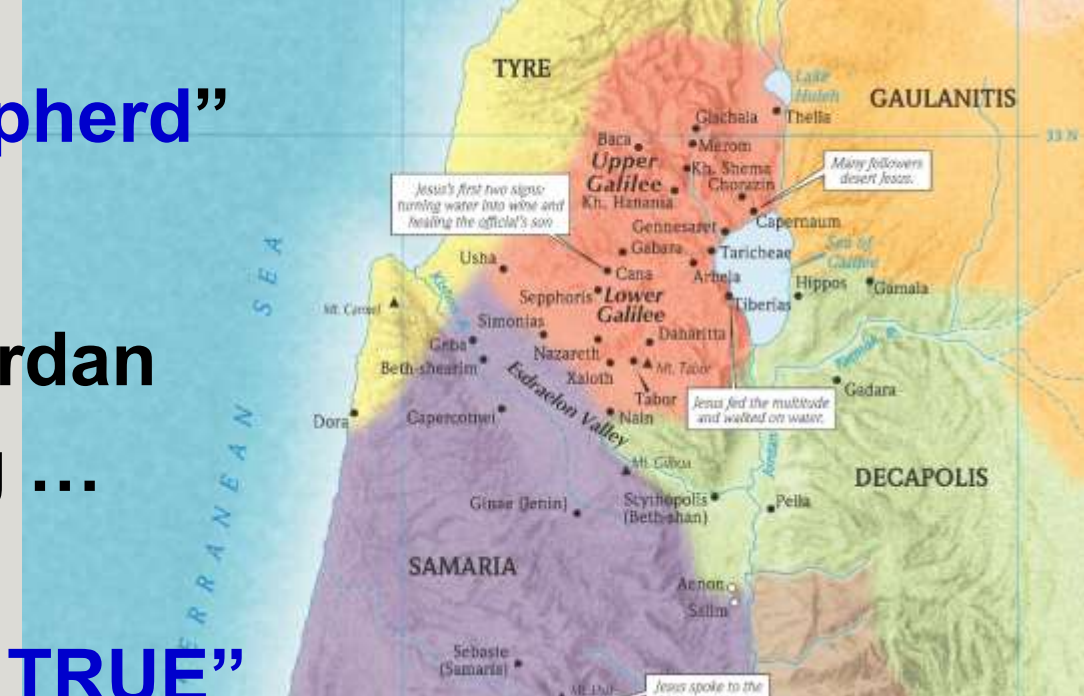 pherd”
rdan
g …
TRUE”
MEDITERRANEAN SEA
TYRE
Lake
Huleh
GAULANITIS
Gischala
Thella
33 N
Baca
Merom
Upper
Galilee
Kh. Shema
Chorazin
Kh. Hanania
Many followers
desert Jesus.
Jesus's first two signs:
turning water into wine and
healing the official's son
Capernaum
Gennesaret
Gabara
Taricheae
Sea of
Galilee
Usha
Cana
Arbela
Hippos
Gamala
Kishon R.
Sepphoris
Lower
Galilee
Tiberias
Mt. Carmel
Simonias
Daharitta
Yarmuk R.
Geba
Nazareth
Beth-shearim
Mt. Tabor
Xaloth
Gadara
Esdraelon Valley
Tabor
Jesus fed the multitude
and walked on water.
Dora
Capercotnei
Nain
Jordan
Mt. Gilboa
DECAPOLIS
Ginae (Jenin)
Scythopolis
(Beth-shan)
Pella
SAMARIA
Aenon
Salim
Sebaste
(Samaria)
Jesus spoke to the